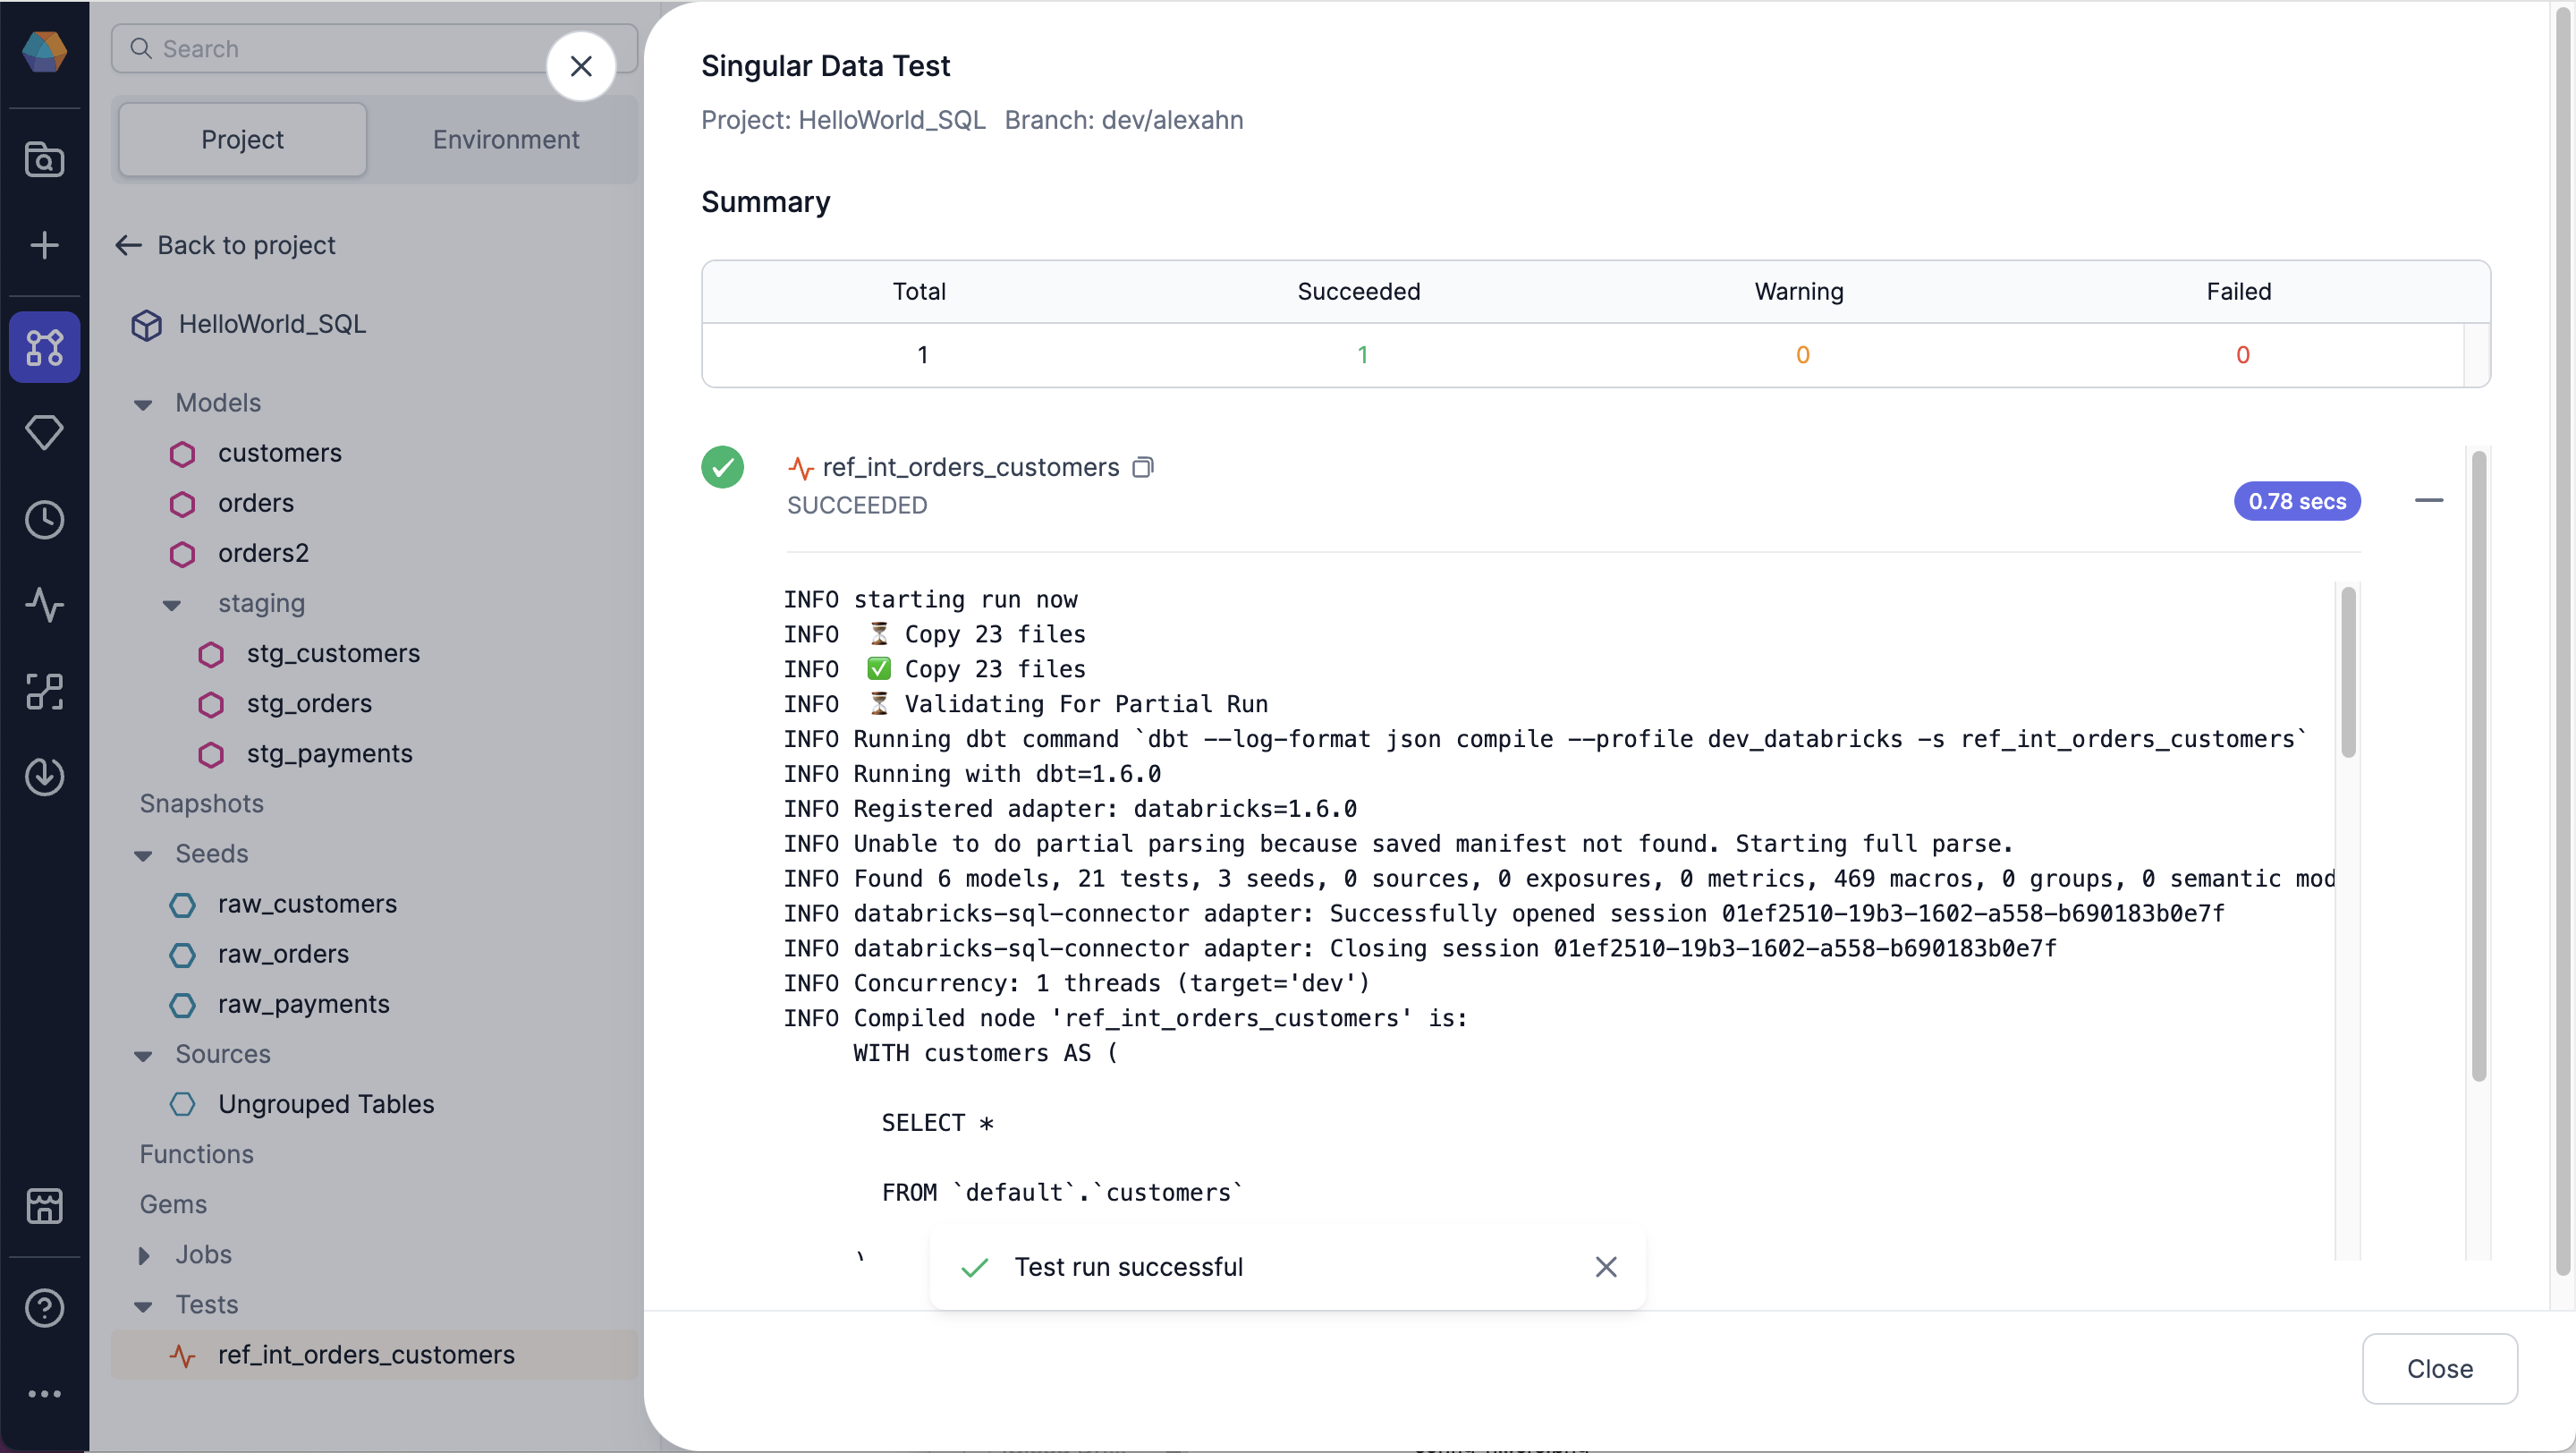 Search
Project
Environment
Back to project
HelloWorld_SQL
Models
customers
orders
orders2
staging
stg_customers
stg_orders
stg_payments
Snapshots
Seeds
raw_customers
raw_orders
raw_payments
Sources
Ungrouped Tables
Functions
Gems
Jobs
Tests
ref_int_orders_customers
Singular Data Test
Project: HelloWorld_SQL Branch: dev/alexahn
Summary
Total Succeeded Warning Failed
1 1 0 0
ref_int_orders_customers
SUCCEEDED
0.78 secs
INFO starting run now
INFO ⏳ Copy 23 files
INFO ✅ Copy 23 files
INFO ⏳ Validating For Partial Run
INFO Running dbt command `dbt --log-format json compile --profile dev_databricks -s ref_int_orders_customers`
INFO Running with dbt=1.6.0
INFO Registered adapter: databricks=1.6.0
INFO Unable to do partial parsing because saved manifest not found. Starting full parse.
INFO Found 6 models, 21 tests, 3 seeds, 0 sources, 0 exposures, 0 metrics, 469 macros, 0 groups, 0 semantic mod
INFO databricks-sql-connector adapter: Successfully opened session 01ef2510-19b3-1602-a558-b690183b0e7f
INFO databricks-sql-connector adapter: Closing session 01ef2510-19b3-1602-a558-b690183b0e7f
INFO Concurrency: 1 threads (target='dev')
INFO Compiled node 'ref_int_orders_customers' is:
WITH customers AS (
SELECT *
FROM `default`.`customers`
Test run successful
Close